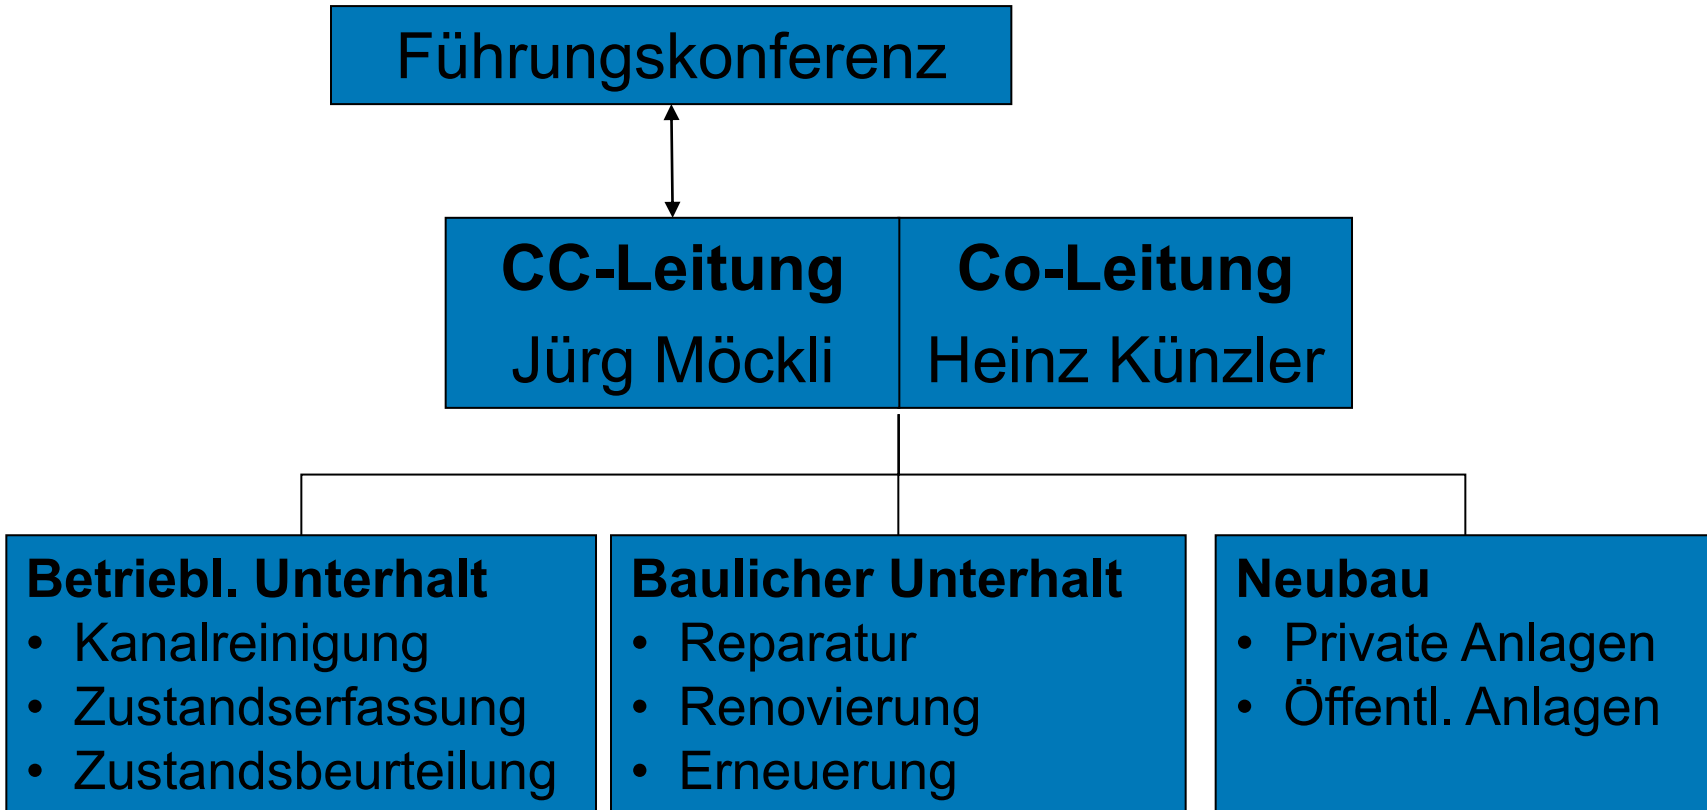 Führungskonferenz
CC-Leitung
Jürg Möckli
Co-Leitung
Heinz Künzler
Betriebl. Unterhalt
• Kanalreinigung
• Zustandserfassung
• Zustandsbeurteilung
Baulicher Unterhalt
• Reparatur
• Renovierung
• Erneuerung
Neubau
• Private Anlagen
• Öffentl. Anlagen